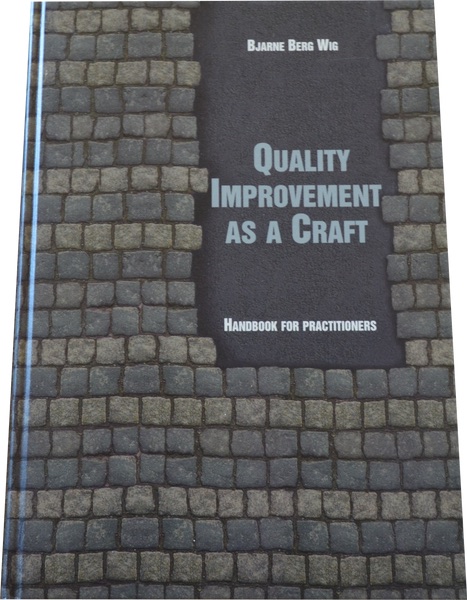 Bjarne Berg Wig
Quality
Improvement
as a Craft
Handbook for practitioners